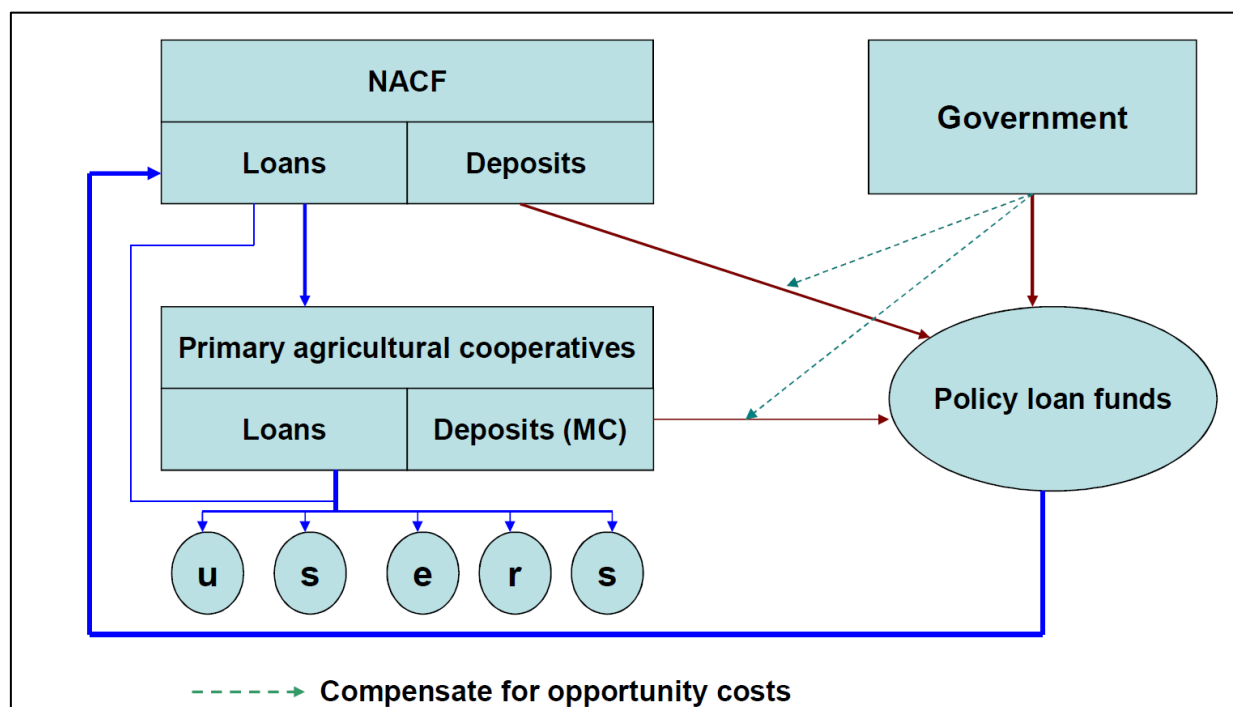 NACF
Government
Loans
Deposits
Primary agricultural cooperatives
Policy loan funds
Loans
Deposits (MC)
u s e r s
Compensate for opportunity costs